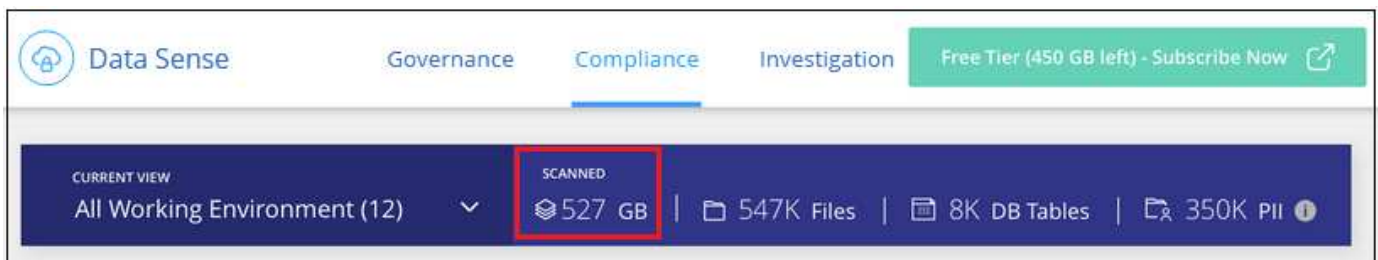 Data Sense Governance Compliance Investigation Free Tier (450 GB left) - Subscribe Now
CURRENT VIEW SCANNED
All Working Environment (12) 527 GB | 547K Files | 8K DB Tables | 350K PII